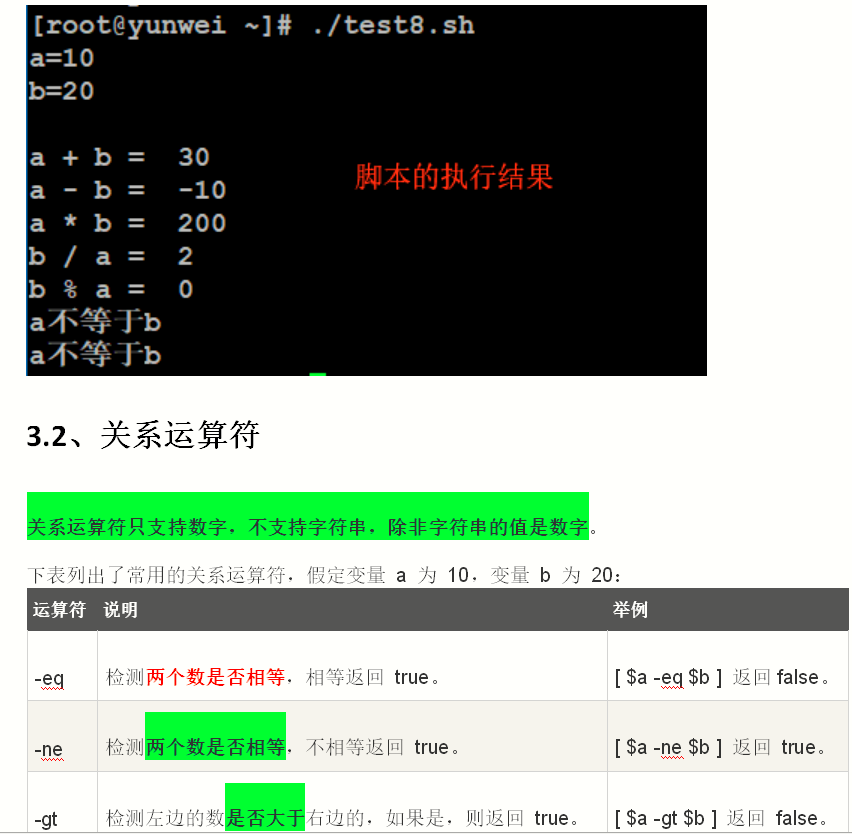 [root@yunwei ~]# ./test8.sh
a=10
b=20
a + b =  30
a - b =  -10
脚本的执行结果
a * b =  200
b / a =  2
b % a =  0
a不等于b
a不等于b
3.2、关系运算符
关系运算符只支持数字，不支持字符串，除非字符串的值是数字。
下表列出了常用的关系运算符，假定变量 a 为 10，变量 b 为 20：
运算符 说明 举例
-eq 检测两个数是否相等，相等返回 true。 [ $a -eq $b ] 返回 false。
-ne 检测两个数是否相等，不相等返回 true。 [ $a -ne $b ] 返回 true。
-gt 检测左边的数是否大于右边的，如果是，则返回 true。 [ $a -gt $b ] 返回 false。